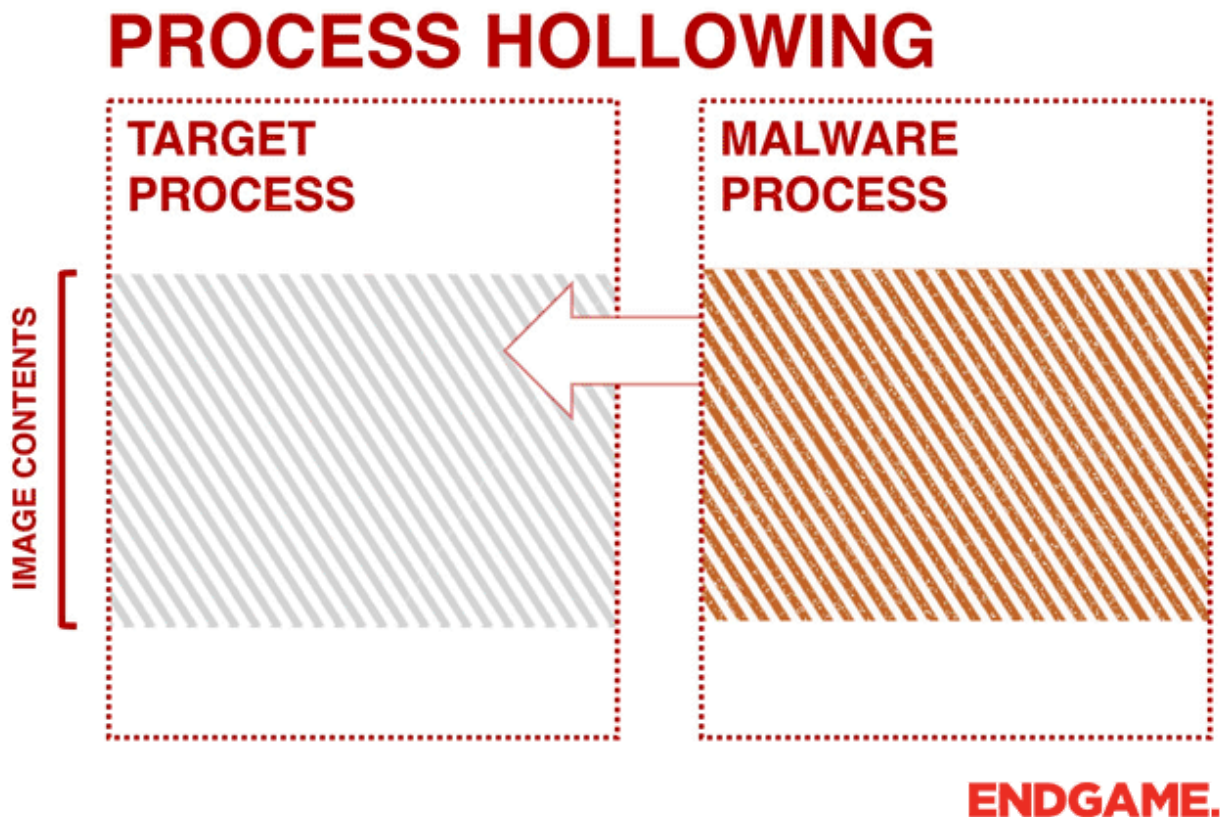 PROCESS HOLLOWING
TARGET
PROCESS
MALWARE
PROCESS
IMAGE CONTENTS
ENDGAME.